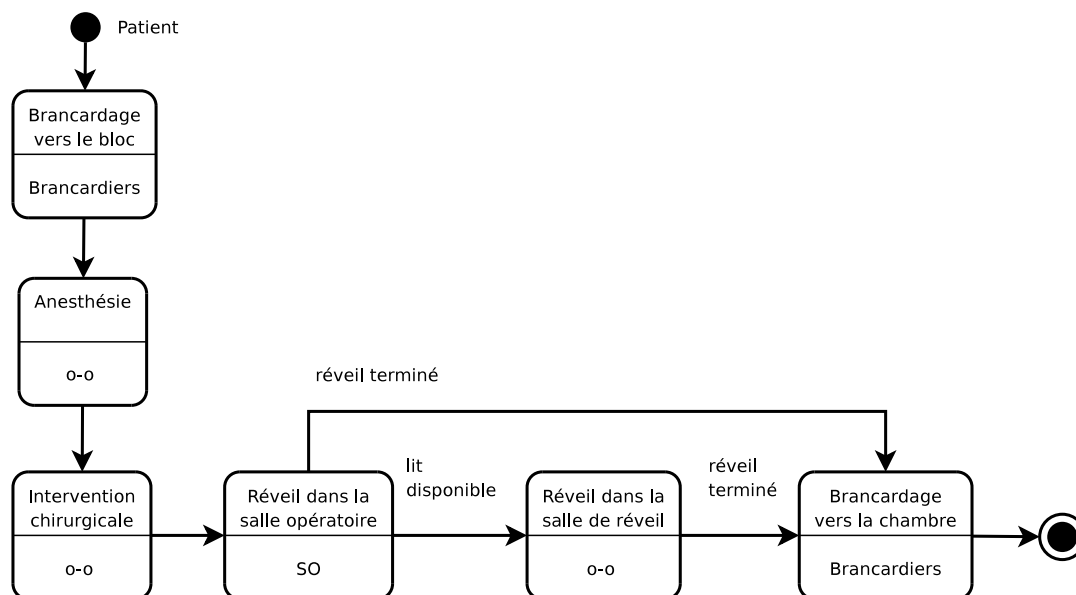 Patient
Brancardage
vers le bloc
Brancardiers
Anesthésie
o-o
réveil terminé
Intervention
chirurgicale
o-o
Réveil dans la
salle opératoire
SO
lit
disponible
Réveil dans la
salle de réveil
o-o
réveil
terminé
Brancardage
vers la chambre
Brancardiers